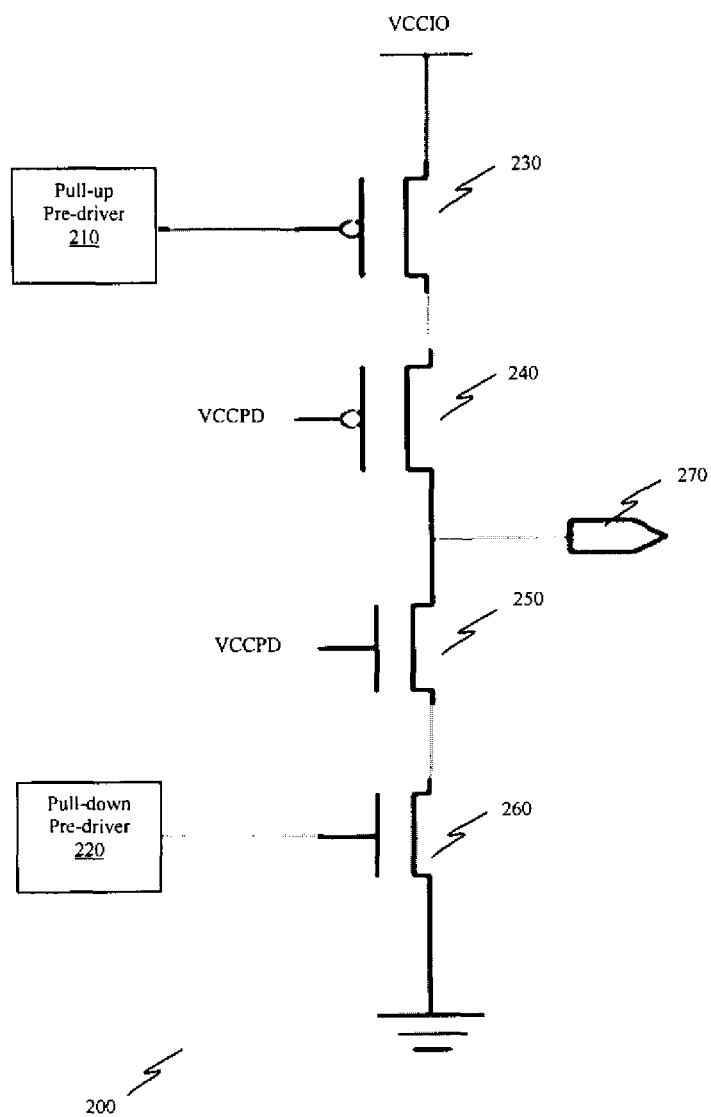 VCCIO
230
Pull-up
Pre-driver
210
240
VCCPD
270
250
VCCPD
Pull-down
Pre-driver
220
260
200